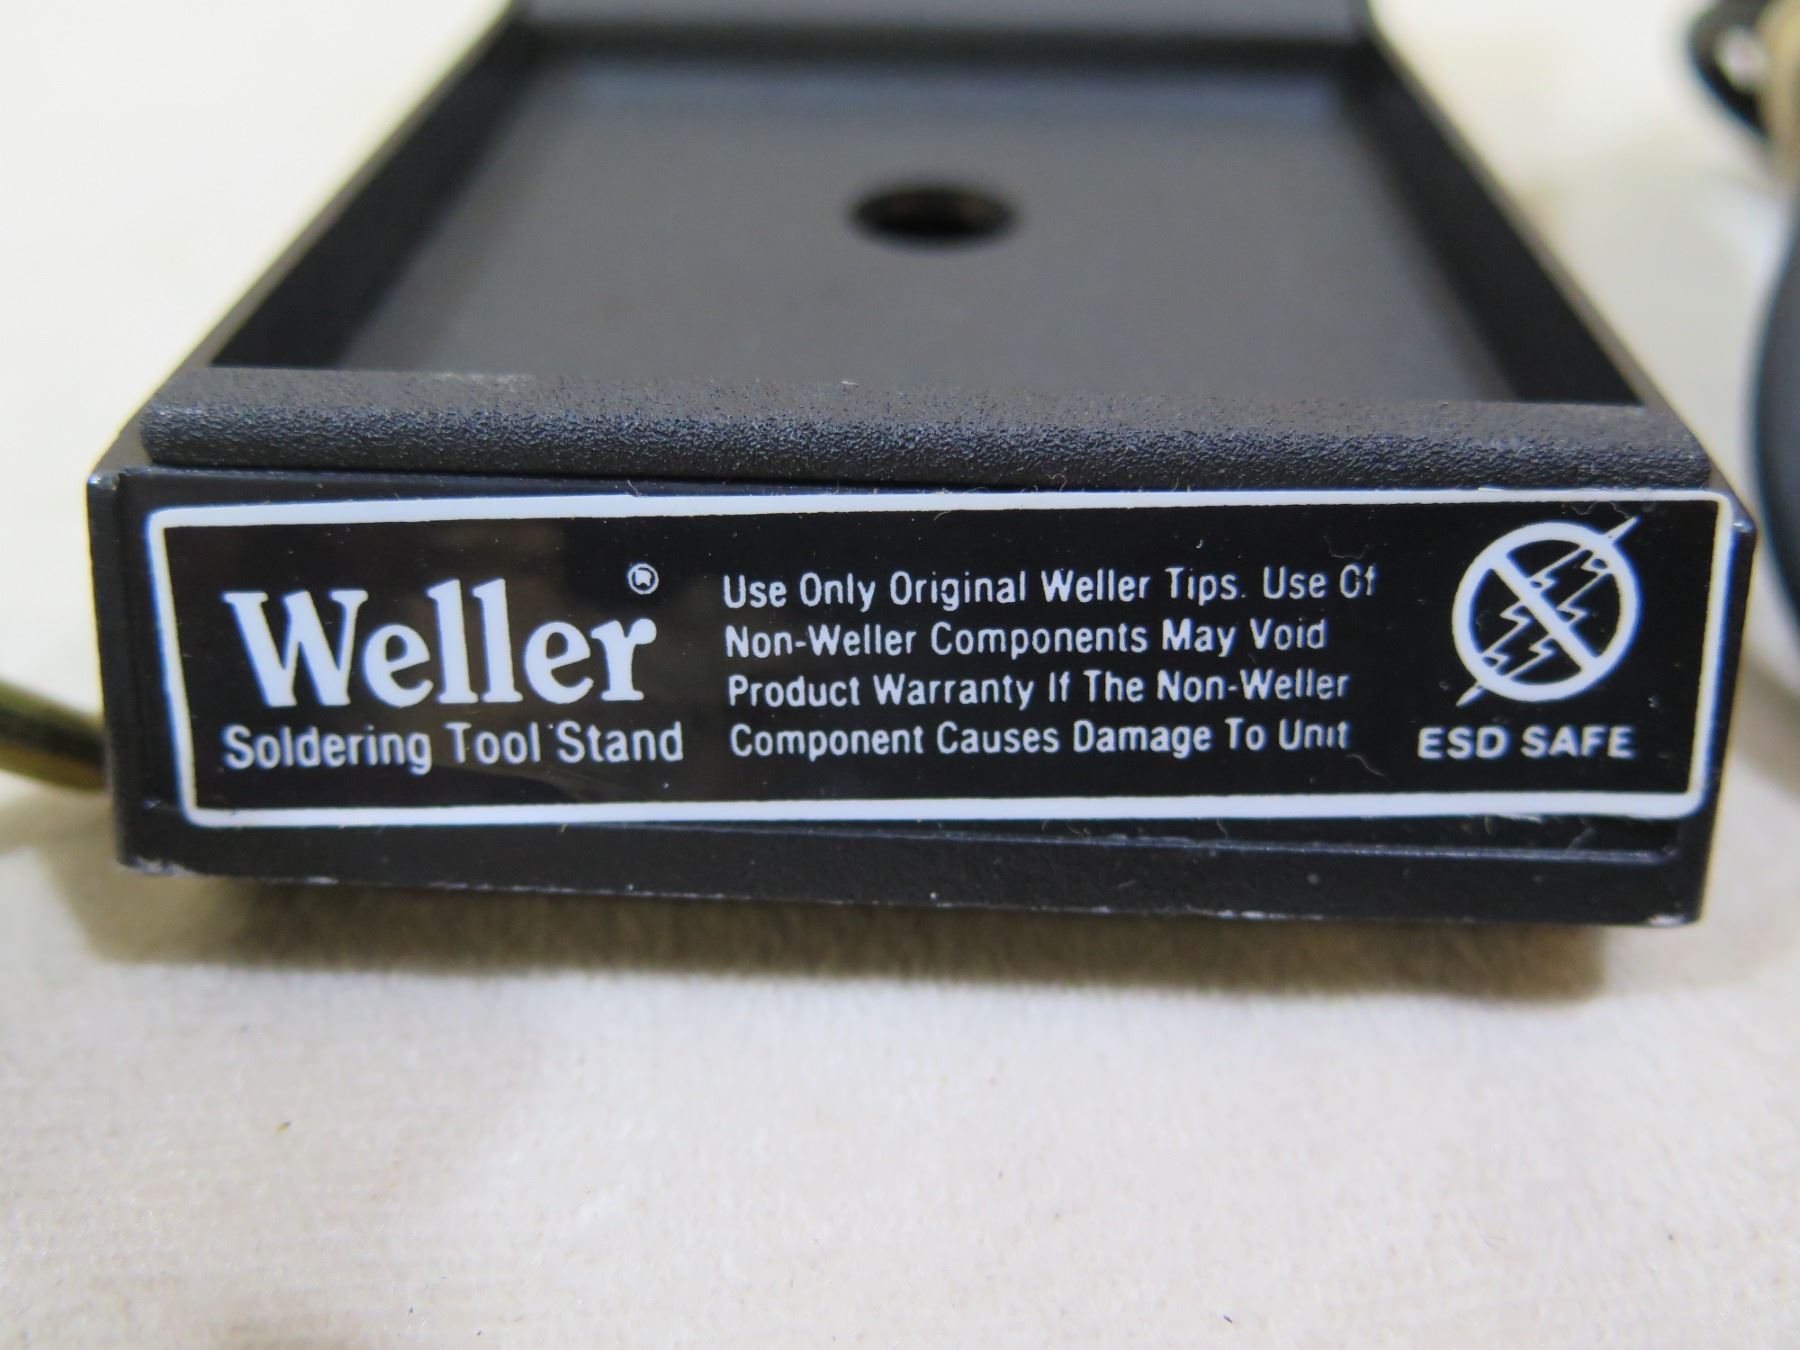 Weller®
Soldering Tool Stand
Use Only Original Weller Tips. Use Of
Non-Weller Components May Void
Product Warranty If The Non-Weller
Component Causes Damage To Unit
ESD SAFE